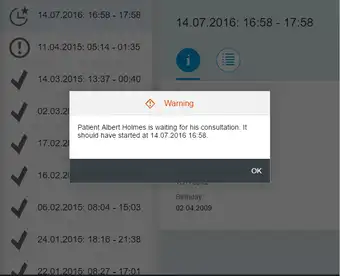 14.07.2016: 16:58 - 17:58
14.07.2016: 16:58 - 17:58
11.04.2015: 05:14 - 01:35
14.03.2015: 13:37 - 00:40
02.03.2
17.02.2
16.02.2
06.02.2015: 08:04 - 15:03
24.01.2015: 18:16 - 21:38
22.01.2015: 08:27 - 17:01
Warning
Patient Albert Holmes is waiting for his consultation. It
should have started at 14.07.2016 16:58.
OK
Birthday
02.04.2009